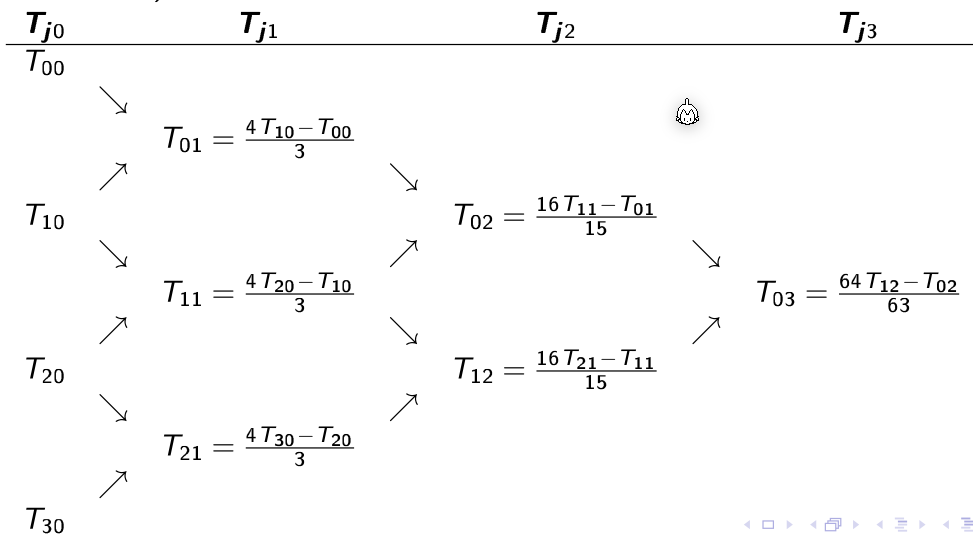 T_{j0} T_{j1} T_{j2} T_{j3}
T_{00}
T_{01} = \frac{4T_{10} - T_{00}}{3}
T_{10}
T_{02} = \frac{16T_{11} - T_{01}}{15}
T_{11} = \frac{4T_{20} - T_{10}}{3}
T_{03} = \frac{64T_{12} - T_{02}}{63}
T_{20}
T_{12} = \frac{16T_{21} - T_{11}}{15}
T_{21} = \frac{4T_{30} - T_{20}}{3}
T_{30}